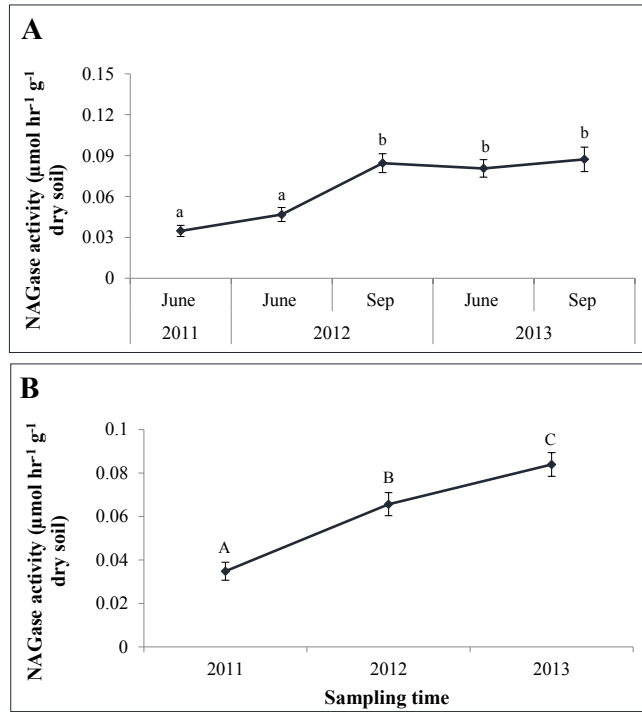 A
NAGase activity (µmol hr⁻¹ g⁻¹
dry soil)
0.15
0.12
0.09
0.06
0.03
0
a
a
b
b
b
June
June
Sep
June
Sep
2011
2012
2013
B
NAGase activity (µmol hr⁻¹ g⁻¹
dry soil)
0.1
0.08
0.06
0.04
0.02
0
A
B
C
2011
2012
2013
Sampling time